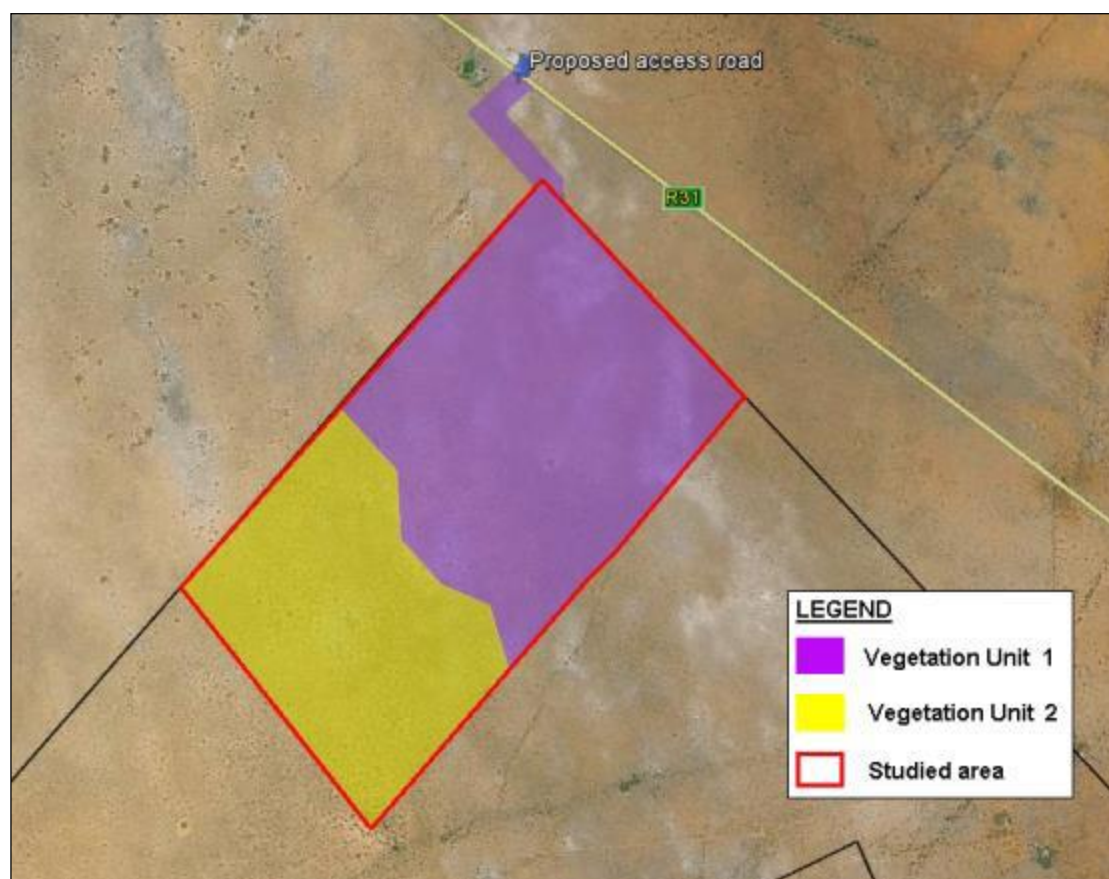 Proposed access road
R31
LEGEND
Vegetation Unit 1
Vegetation Unit 2
Studied area